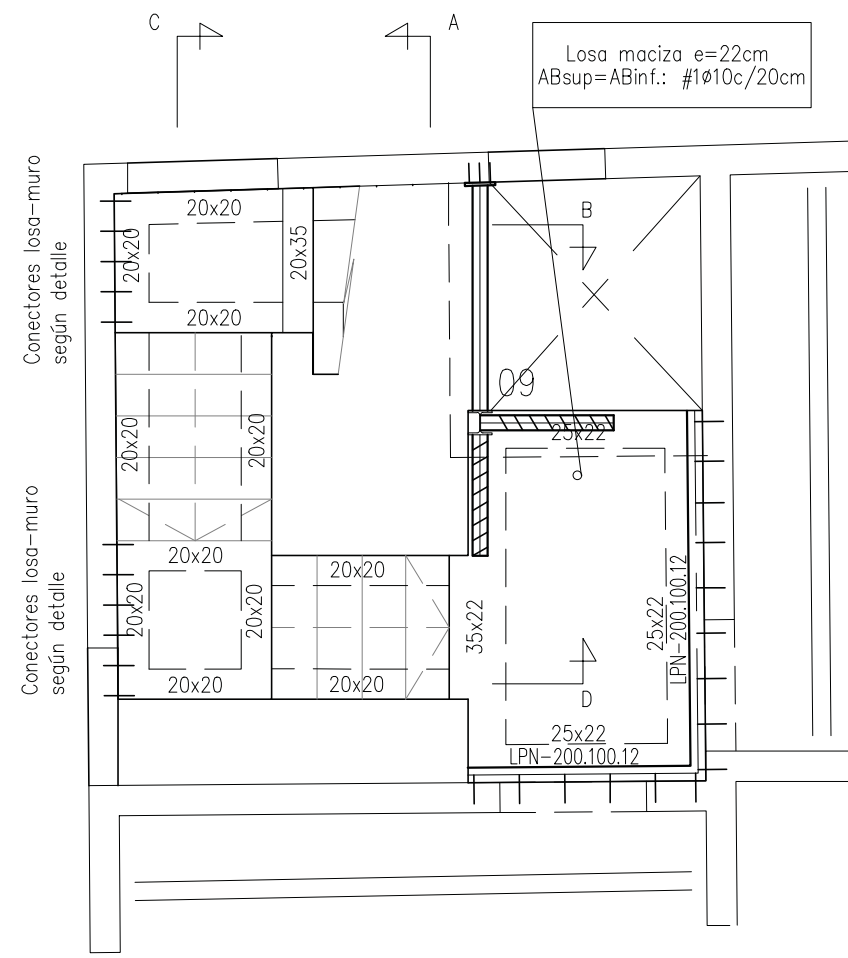 C
A
Losa maciza e=22cm
ABsup=ABinf.: #1ø10c/20cm
Conectores losa-muro
según detalle
20x20
20x20
20x35
20x20
B
09
20x20
20x20
25x22
Conectores losa-muro
según detalle
20x20
20x20
20x20
20x20
20x20
20x20
35x22
25x22
LPN-200.100.12
D
25x22
LPN-200.100.12